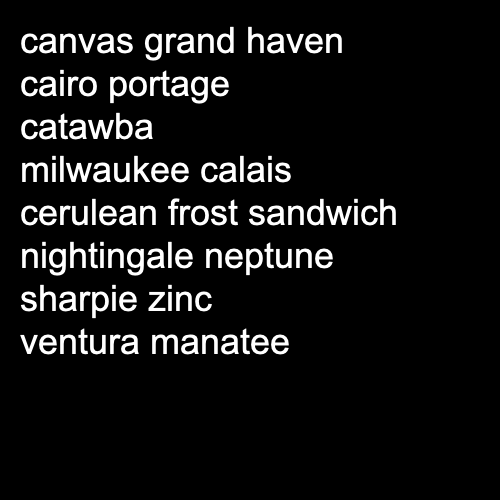 canvas grand haven
cairo portage
catawba
milwaukee calais
cerulean frost sandwich
nightingale neptune
sharpie zinc
ventura manatee